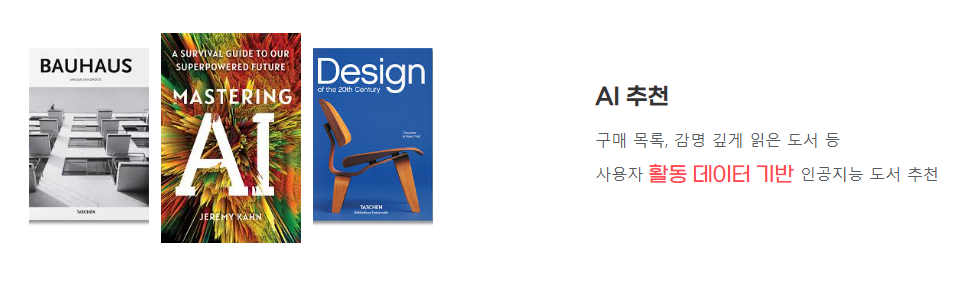 BAUHAUS
A SURVIVAL GUIDE TO OUR
SUPERPOWERED FUTURE
MASTERING
AI
JEREMY KAHN
TASCHEN
Design
of the 20th Century
TASCHEN
AI 추천
구매 목록, 감명 깊게 읽은 도서 등
사용자 활동 데이터 기반 인공지능 도서 추천